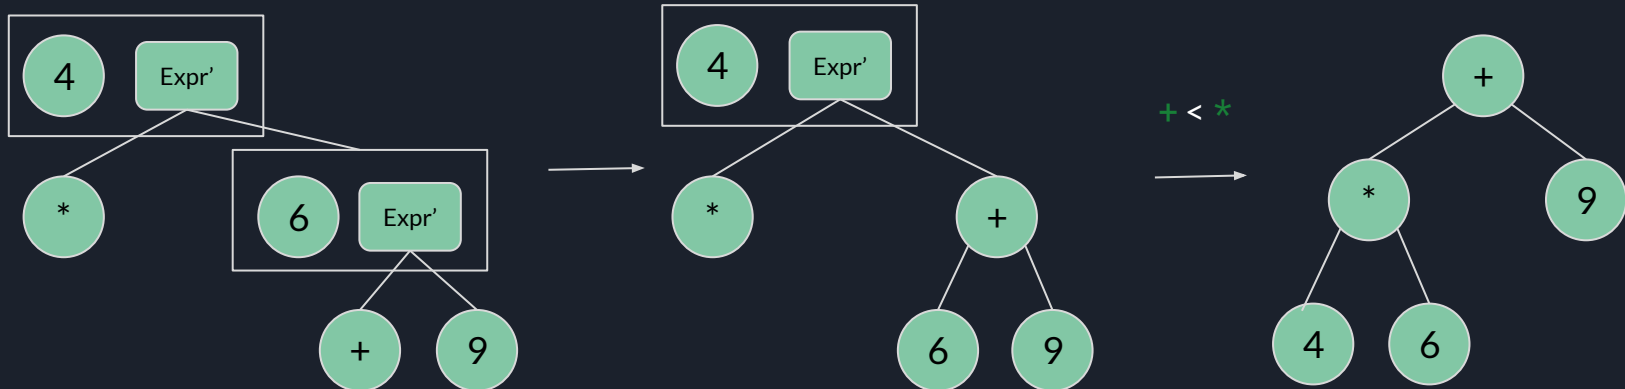 4 Expr’
*
6 Expr’
+ 9
4 Expr’
*
+
6 9
+ < *
+
*
9
4 6